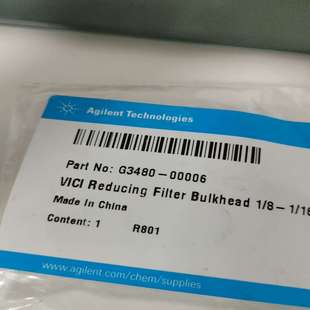 Agilent Technologies
Part No: G3480-00006
VICI Reducing Filter Bulkhead 1/8-1/16
Made In China
Content: 1 R801
www.agilent.com/chem/supplies